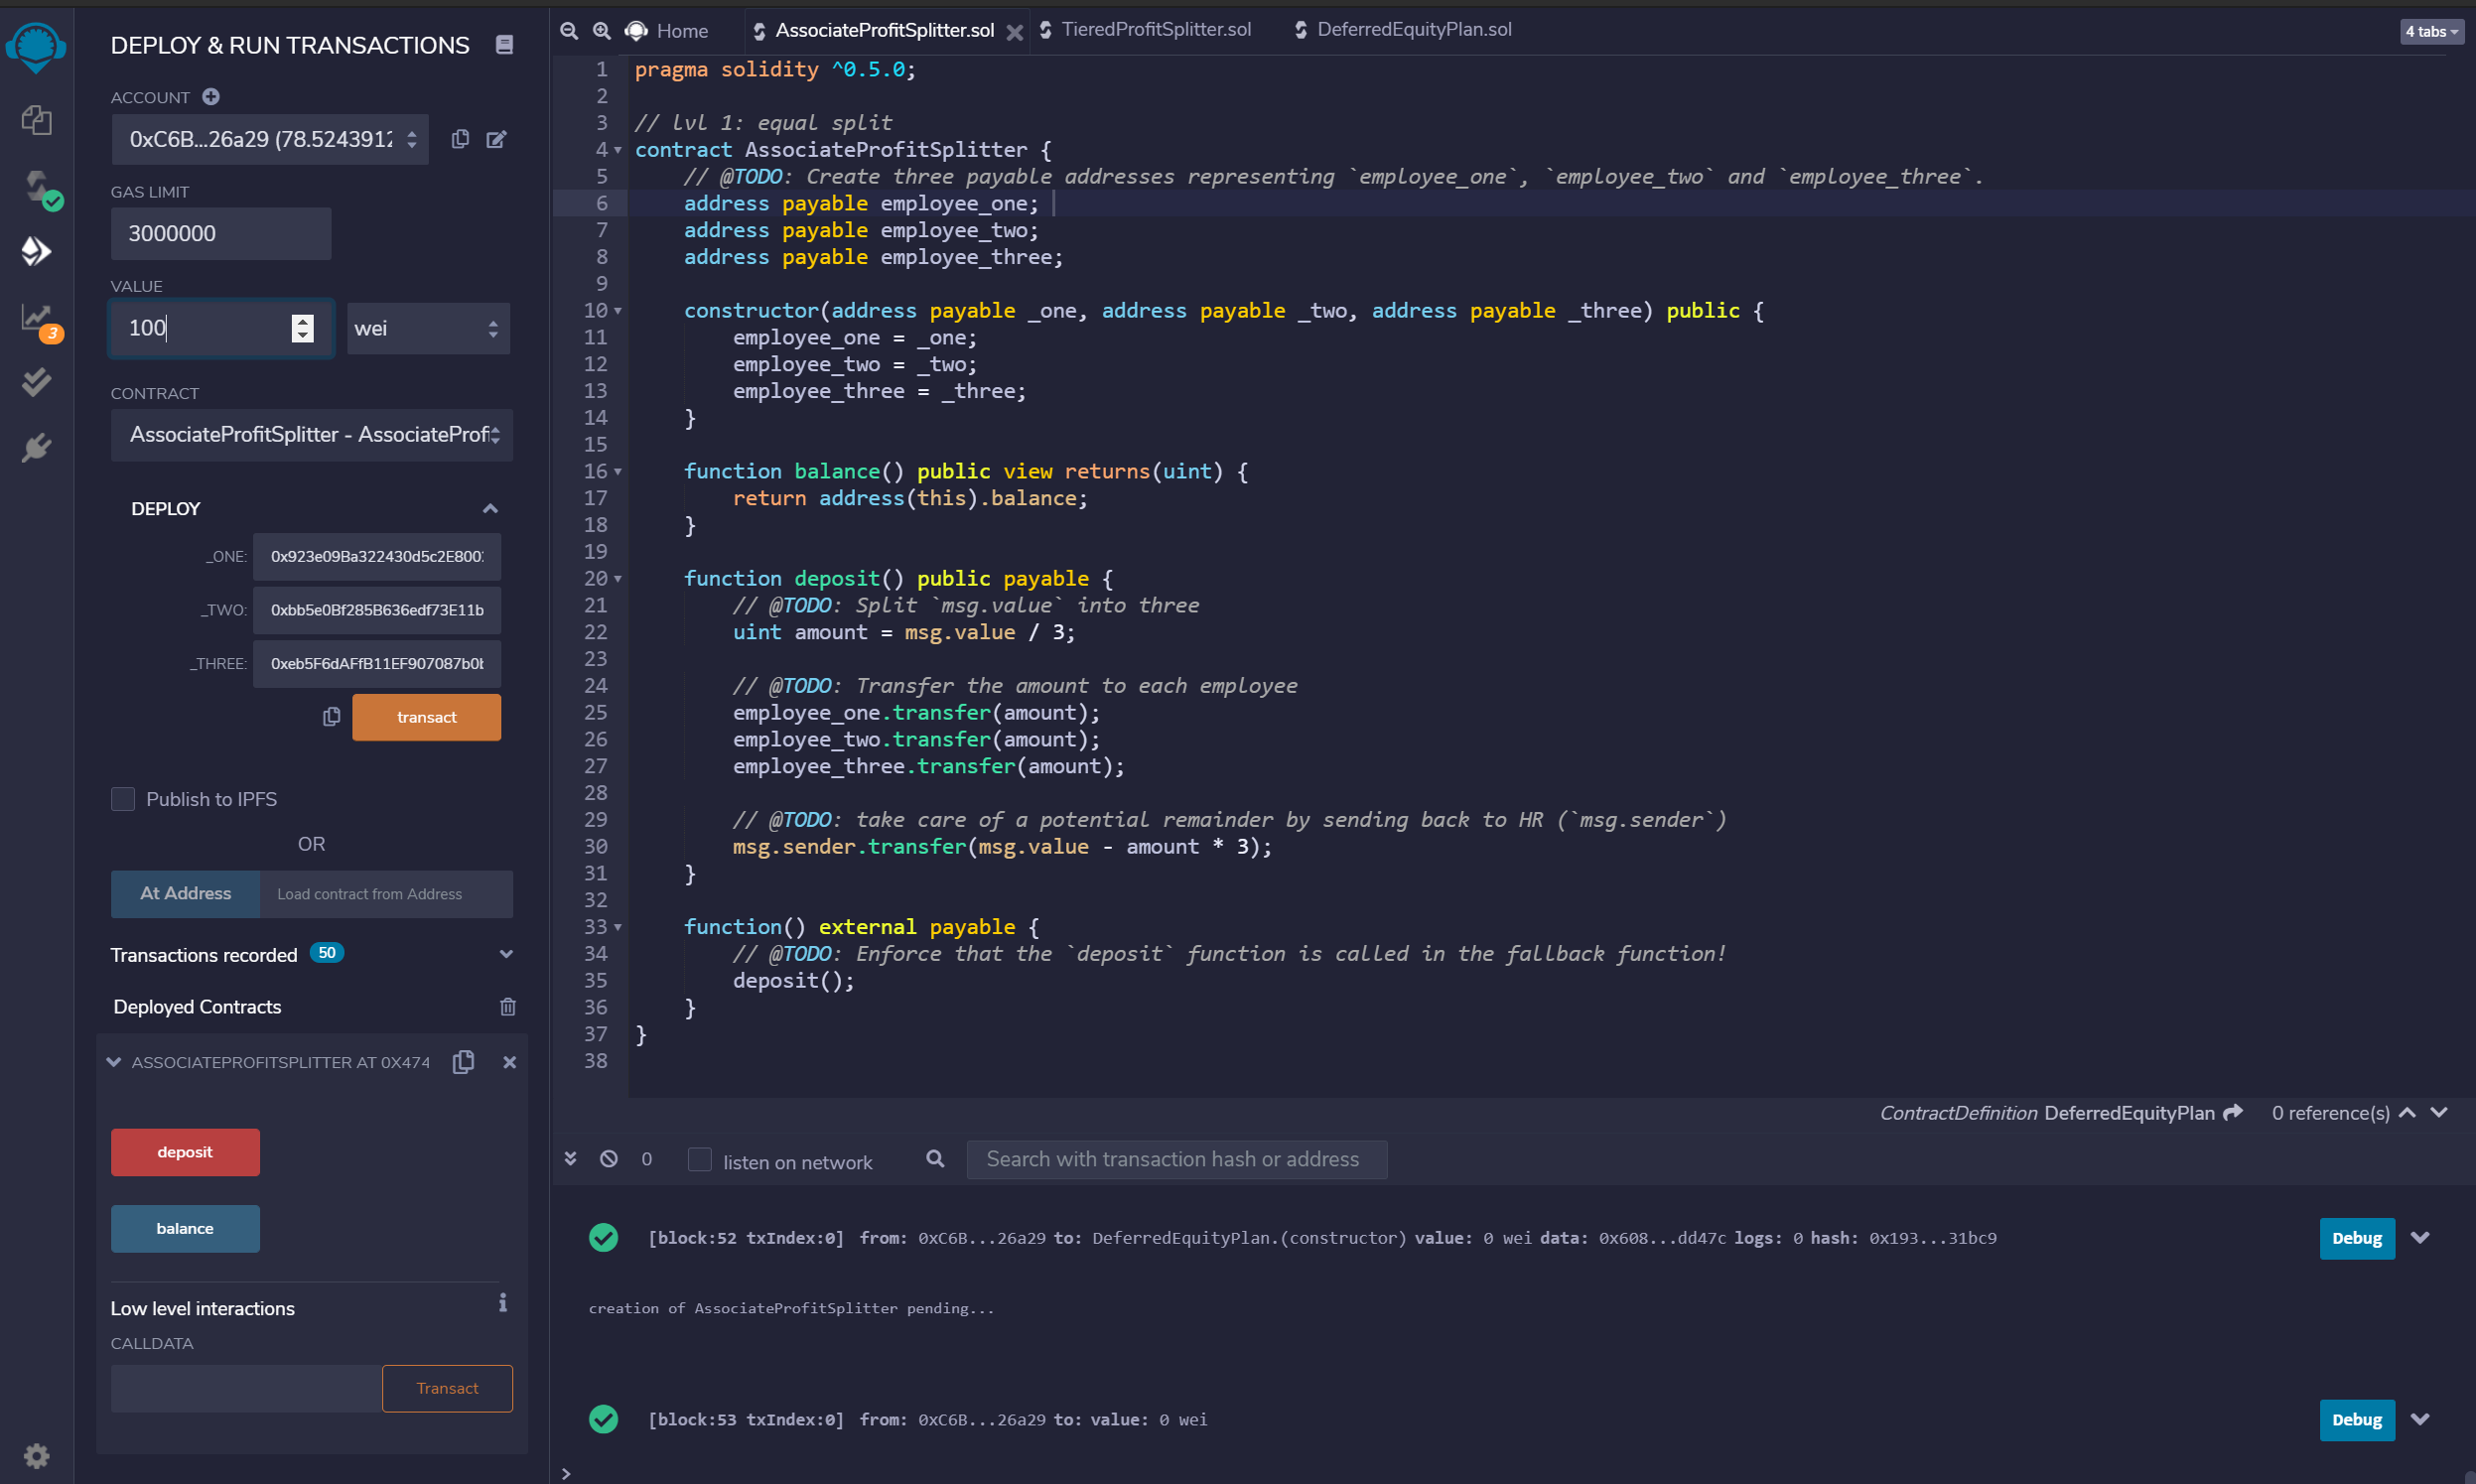 DEPLOY & RUN TRANSACTIONS
ACCOUNT
0xC6B...26a29 (78.5243912
GAS LIMIT
3000000
VALUE
100
wei
CONTRACT
AssociateProfitSplitter - AssociateProfi
DEPLOY
_ONE: 0x923e09Ba322430d5c2E800
_TWO: 0xbb5e0Bf285B636edf73E11b
_THREE: 0xeb5F6dAFfB11EF907087b0
transact
Publish to IPFS
OR
At Address
Load contract from Address
Transactions recorded 50
Deployed Contracts
ASSOCIATEPROFITSPLITTER AT 0X474
deposit
balance
Low level interactions
CALLDATA
Transact
3
Home
AssociateProfitSplitter.sol
TieredProfitSplitter.sol
DeferredEquityPlan.sol
4 tabs
1 pragma solidity ^0.5.0;
2
3 // lvl 1: equal split
4 contract AssociateProfitSplitter {
5 // @TODO: Create three payable addresses representing `employee_one`, `employee_two` and `employee_three`.
6 address payable employee_one;
7 address payable employee_two;
8 address payable employee_three;
9
10 constructor(address payable _one, address payable _two, address payable _three) public {
11 employee_one = _one;
12 employee_two = _two;
13 employee_three = _three;
14 }
15
16 function balance() public view returns(uint) {
17 return address(this).balance;
18 }
19
20 function deposit() public payable {
21 // @TODO: Split `msg.value` into three
22 uint amount = msg.value / 3;
23
24 // @TODO: Transfer the amount to each employee
25 employee_one.transfer(amount);
26 employee_two.transfer(amount);
27 employee_three.transfer(amount);
28
29 // @TODO: take care of a potential remainder by sending back to HR (`msg.sender`)
30 msg.sender.transfer(msg.value - amount * 3);
31 }
32
33 function() external payable {
34 // @TODO: Enforce that the `deposit` function is called in the fallback function!
35 deposit();
36 }
37 }
38
ContractDefinition DeferredEquityPlan 0 reference(s)
0 listen on network Search with transaction hash or address
[block:52 txIndex:0] from: 0xC6B...26a29 to: DeferredEquityPlan.(constructor) value: 0 wei data: 0x608...dd47c logs: 0 hash: 0x193...31bc9
Debug
creation of AssociateProfitSplitter pending...
[block:53 txIndex:0] from: 0xC6B...26a29 to: value: 0 wei
Debug
>